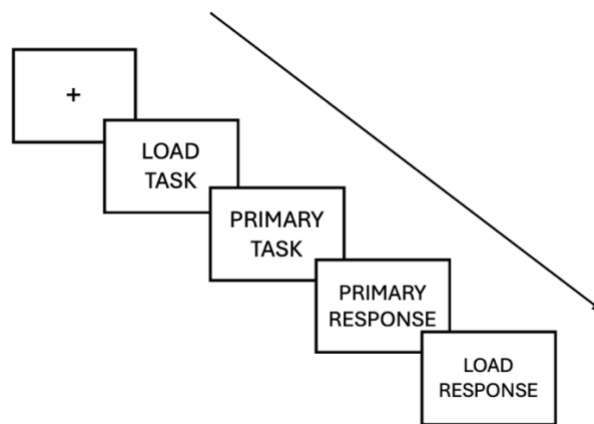 +
LOAD
TASK
PRIMARY
TASK
PRIMARY
RESPONSE
LOAD
RESPONSE